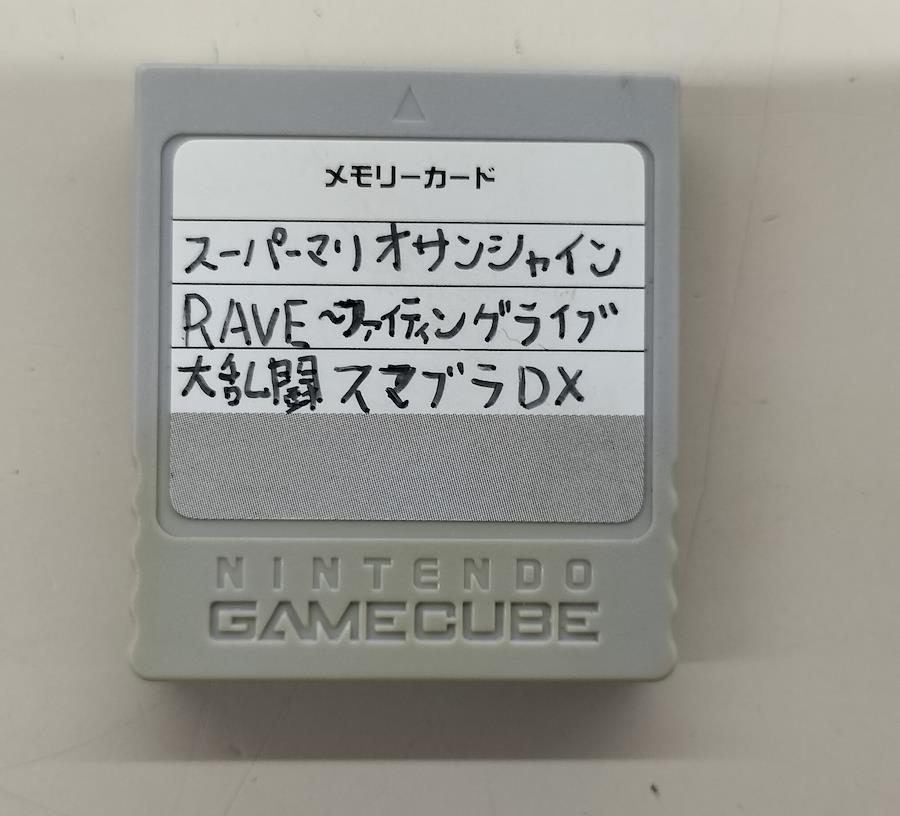 メモリーカード
スーパーマリオサンシャイン
RAVE ~ファイティングライブ
大乱闘 スマブラDX
NINTENDO
GAMECUBE